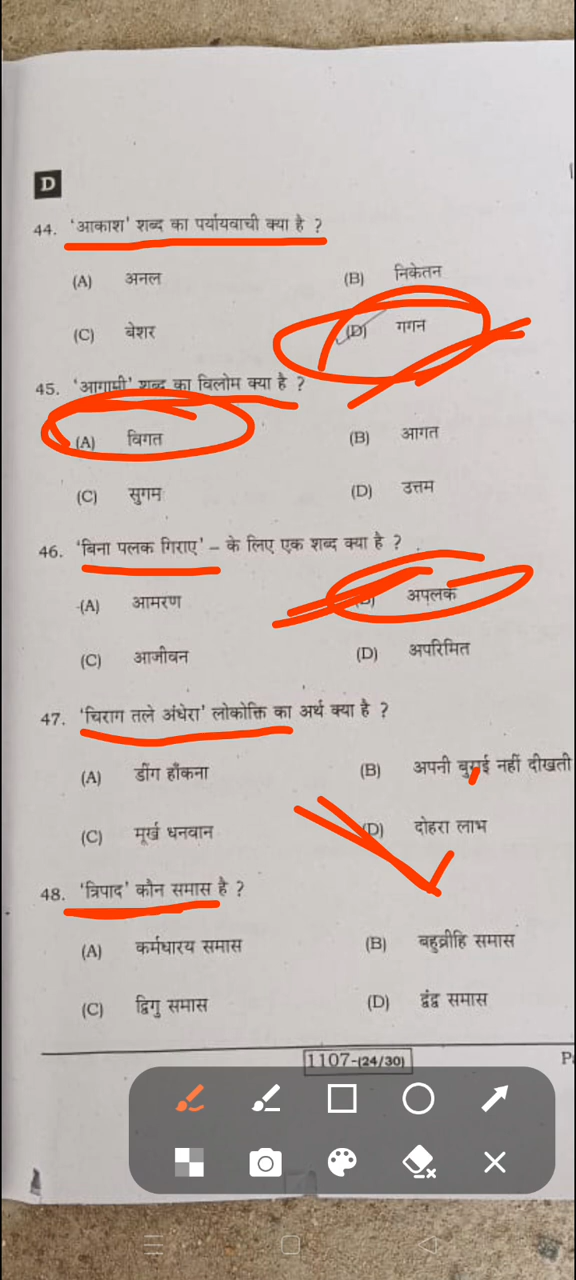 D
44. 'आकाश' शब्द का पर्यायवाची क्या है ?
(A) अनल (B) निकेतन
(C) बेशर (D) गगन
45. 'आगामी' शब्द का विलोम क्या है ?
(A) विगत (B) आगत
(C) सुगम (D) उत्तम
46. 'बिना पलक गिराए' – के लिए एक शब्द क्या है ?
(A) आमरण अपलक
(C) आजीवन (D) अपरिमित
47. 'चिराग तले अंधेरा' लोकोक्ति का अर्थ क्या है ?
(A) डींग हाँकना (B) अपनी बुराई नहीं दीखती
(C) मूर्ख धनवान (D) दोहरा लाभ
48. 'त्रिपाद' कौन समास है ?
(A) कर्मधारय समास (B) बहुव्रीहि समास
(C) द्विगु समास (D) द्वंद्व समास
1107-(24/30)